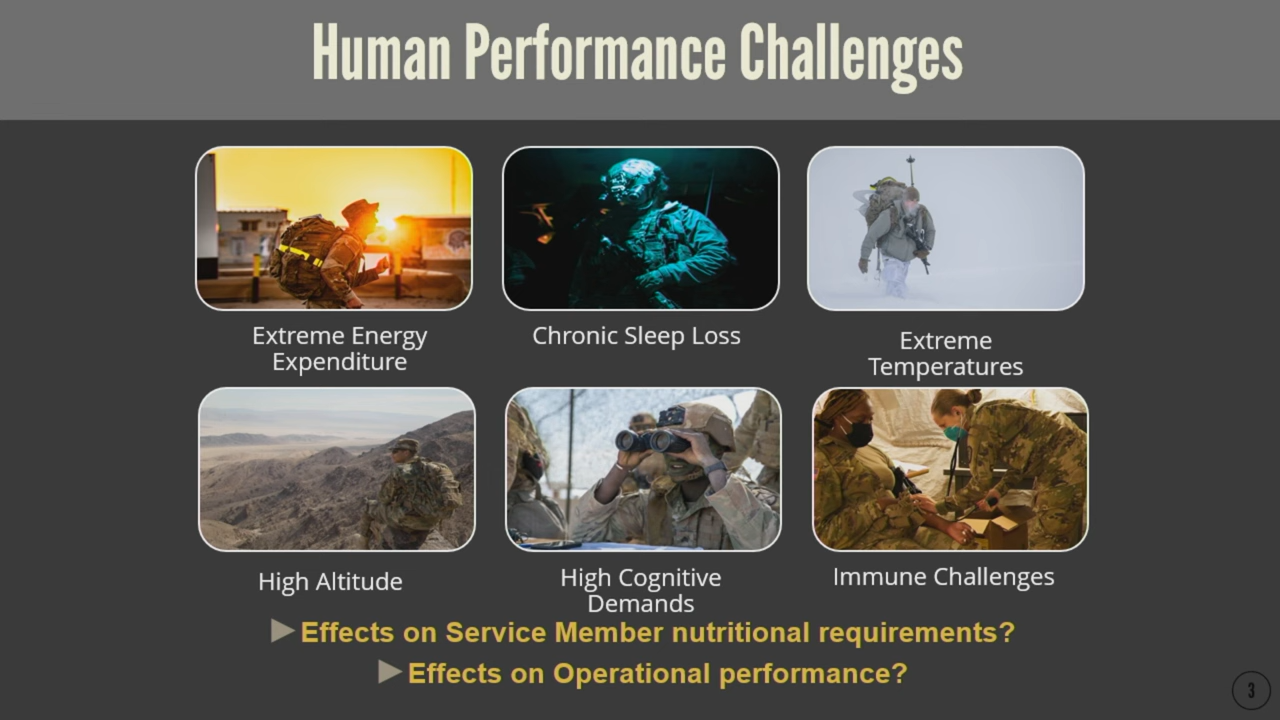 Human Performance Challenges
Extreme Energy
Expenditure
Chronic Sleep Loss
Extreme
Temperatures
High Altitude
High Cognitive
Demands
Immune Challenges
Effects on Service Member nutritional requirements?
Effects on Operational performance?
3